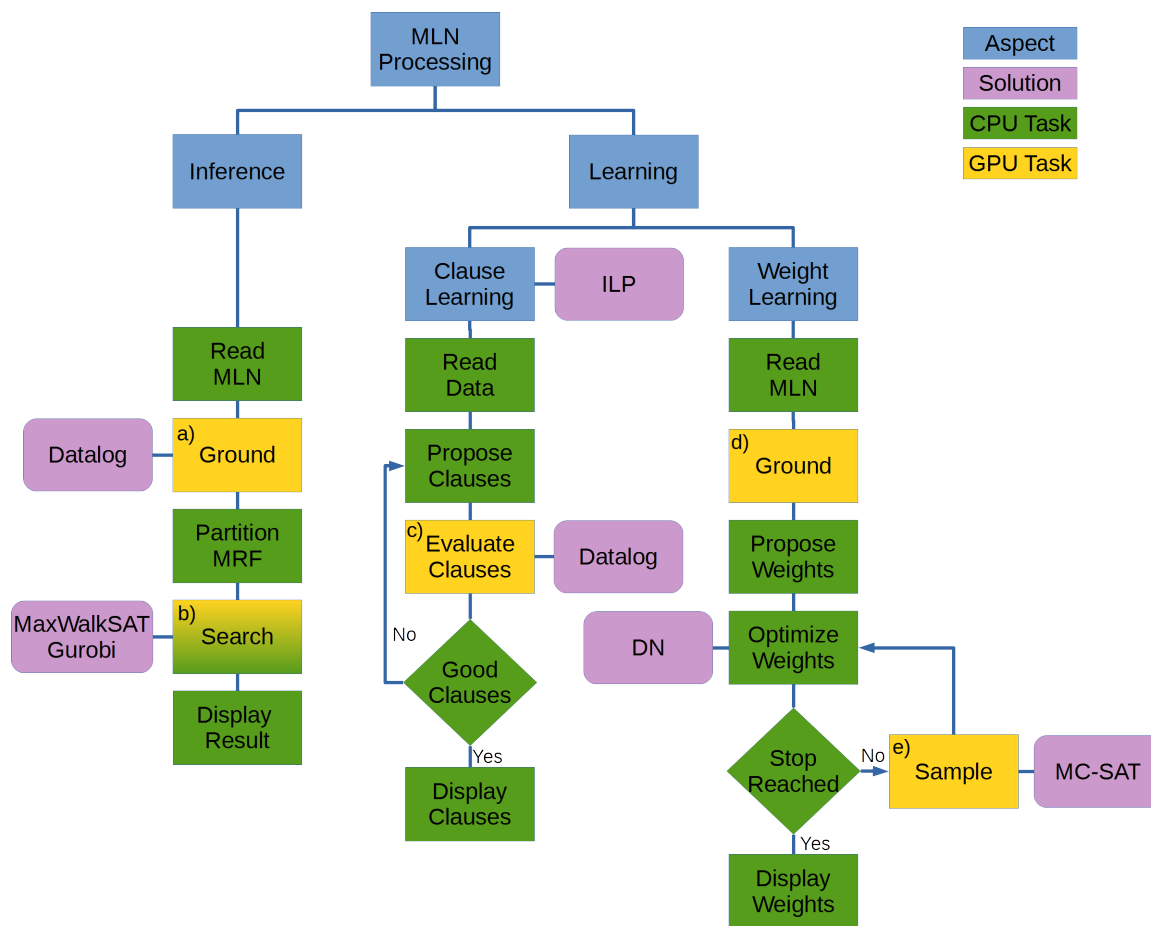 MLN
Processing
Aspect
Solution
CPU Task
GPU Task
Inference
Learning
Clause
Learning
ILP
Weight
Learning
Read
MLN
Read
Data
Read
MLN
Datalog
a)
Ground
Propose
Clauses
d)
Ground
Partition
MRF
c)
Evaluate
Clauses
Datalog
Propose
Weights
MaxWalkSAT
Gurobi
b)
Search
No
Good
Clauses
DN
Optimize
Weights
Display
Result
Yes
Display
Clauses
Stop
Reached
No
e)
Sample
MC-SAT
Yes
Display
Weights